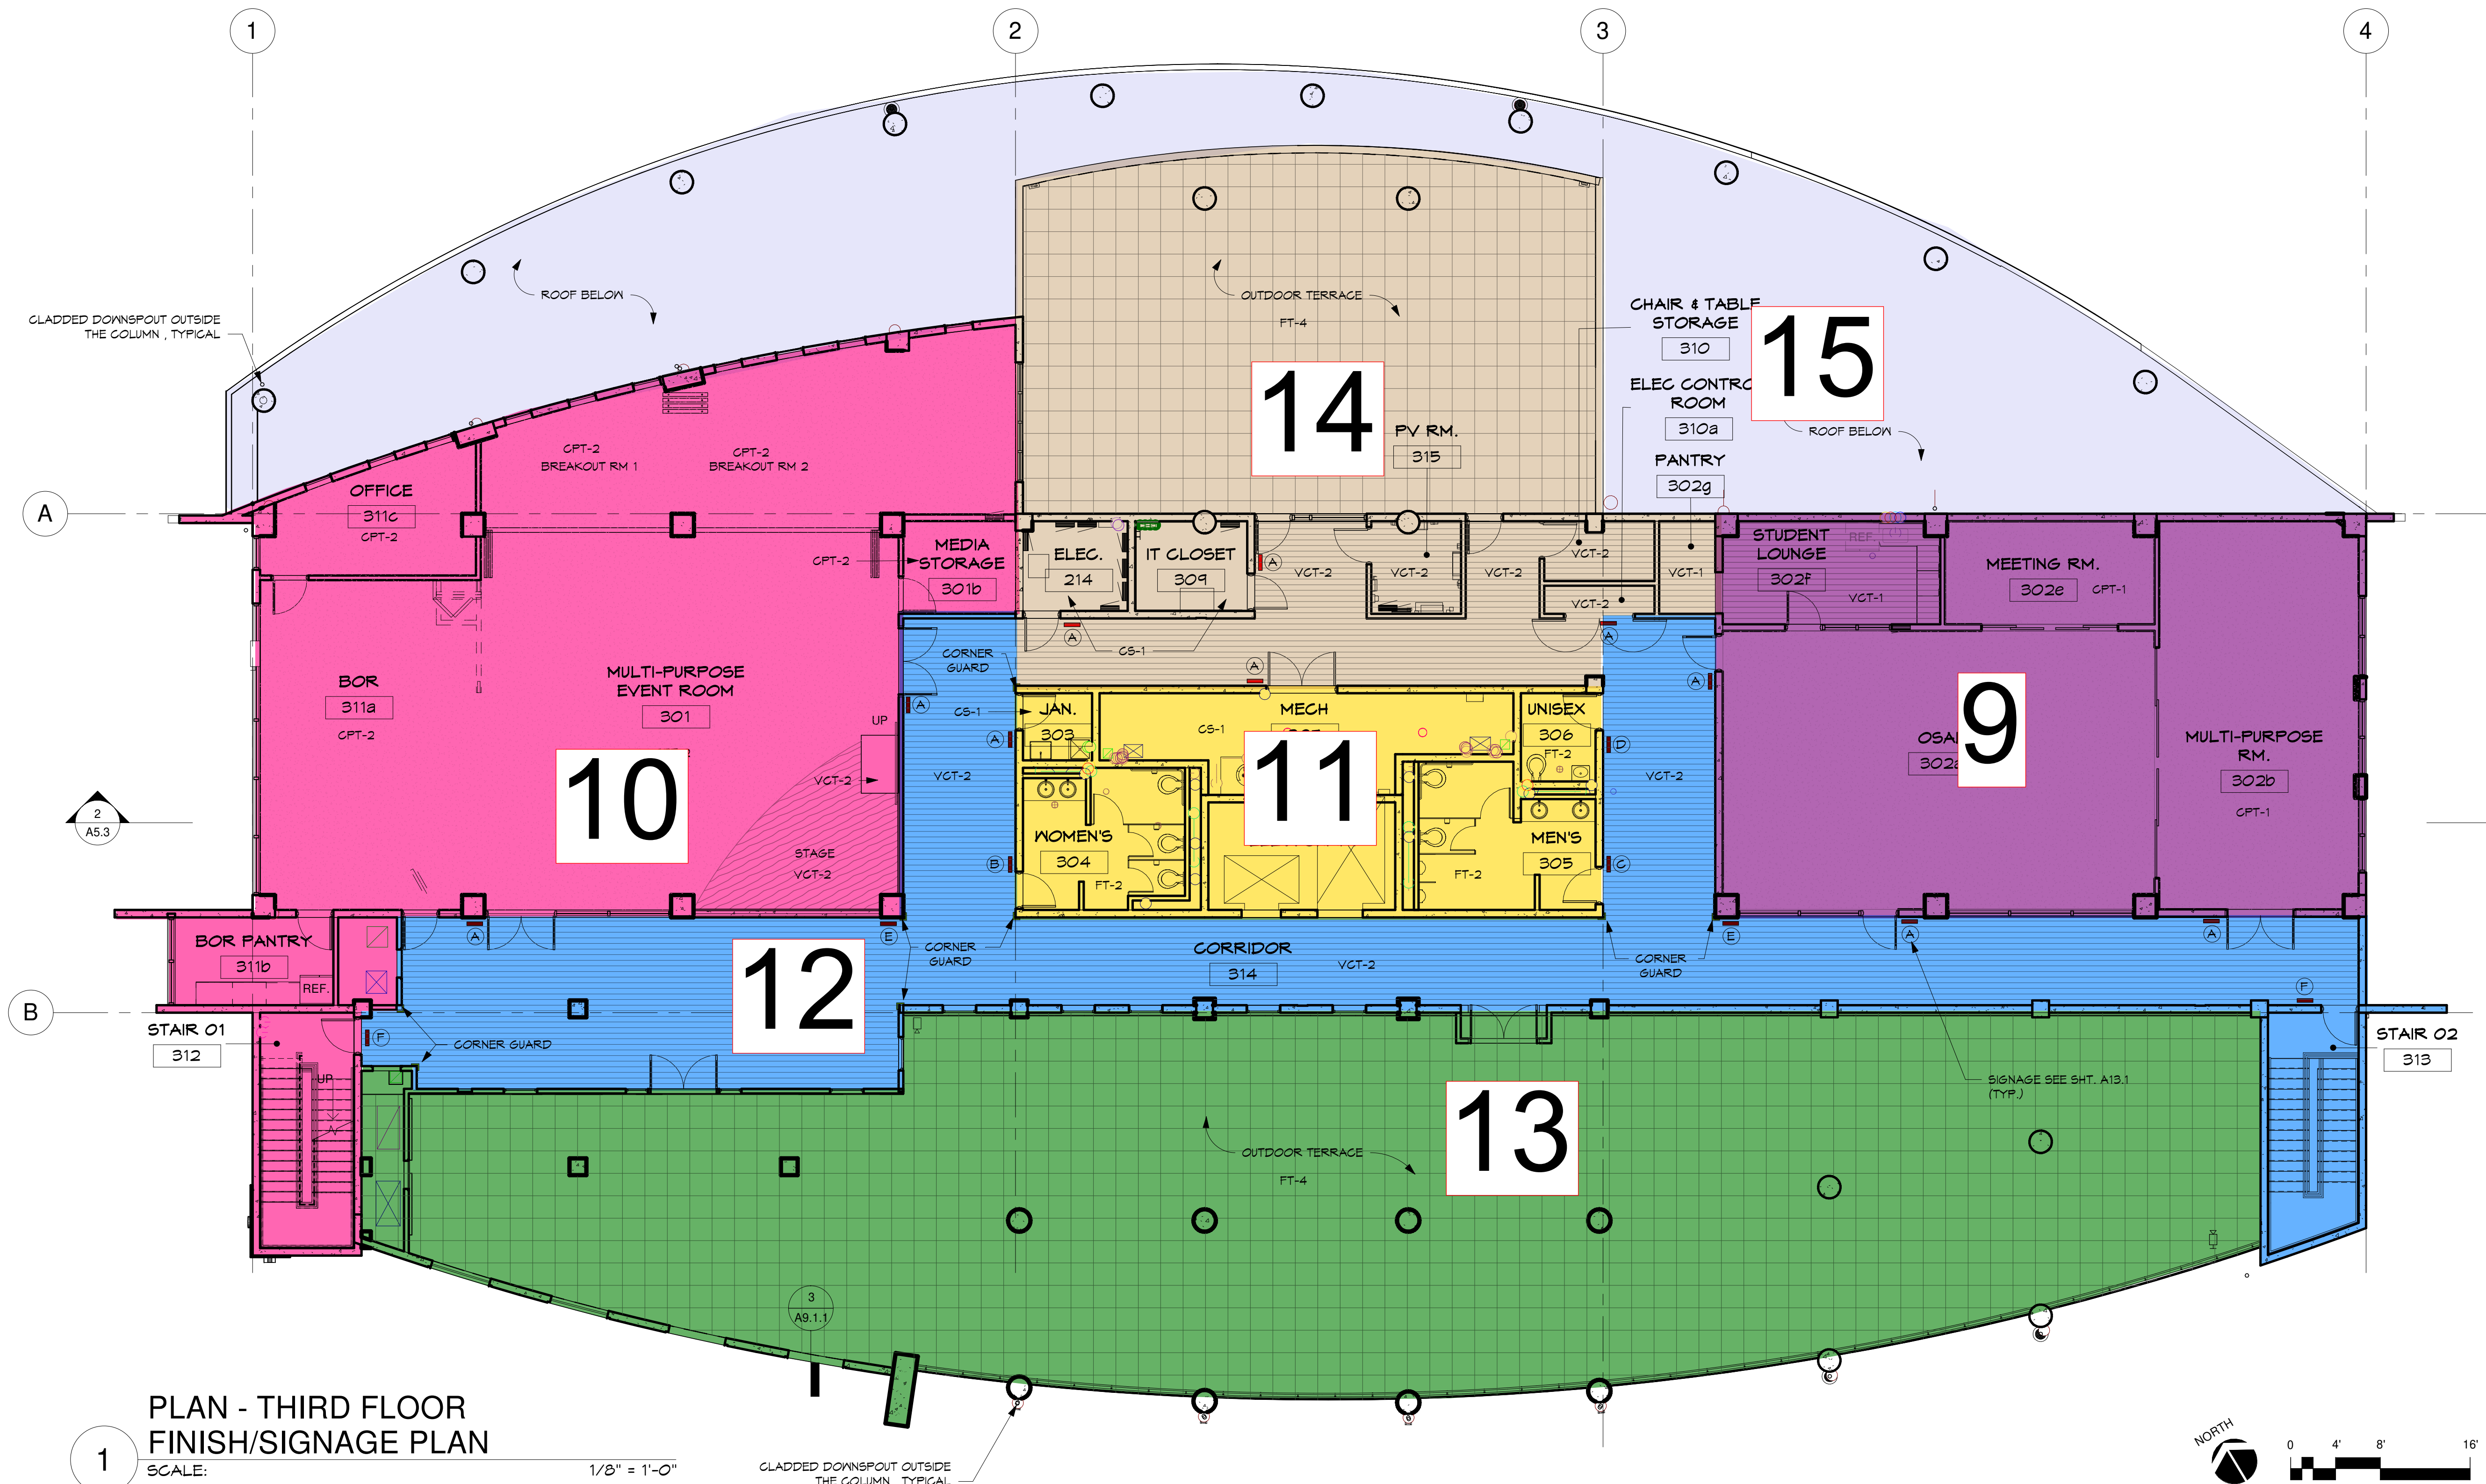 1
2
3
4
A
B
CLADDED DOWNSPOUT OUTSIDE
THE COLUMN , TYPICAL
ROOF BELOW
OUTDOOR TERRACE
FT-4
14
CHAIR & TABLE
STORAGE
310
ELEC CONTRO
ROOM
310a
15
ROOF BELOW
PV RM.
315
PANTRY
302g
CPT-2
BREAKOUT RM 1
CPT-2
BREAKOUT RM 2
OFFICE
311c
CPT-2
MEDIA
STORAGE
301b
CPT-2
ELEC.
214
IT CLOSET
309
A
VCT-2
VCT-2
VCT-2
VCT-2
VCT-2
VCT-1
STUDENT
LOUNGE
302f
REF.
VCT-1
MEETING RM.
302e
CPT-1
BOR
311a
CPT-2
MULTI-PURPOSE
EVENT ROOM
301
10
UP
VCT-2
STAGE
VCT-2
CORNER
GUARD
A
CS-1
A
A
A
A
CS-1
JAN.
303
MECH
CS-1
11
UNISEX
306
FT-2
A
B
VCT-2
D
C
VCT-2
WOMEN'S
304
FT-2
MEN'S
305
FT-2
OSA
302a
9
MULTI-PURPOSE
RM.
302b
CPT-1
2
A5.3
BOR PANTRY
311b
REF.
A
E
12
CORNER
GUARD
CORRIDOR
314
VCT-2
CORNER
GUARD
E
A
A
F
STAIR 01
312
F
CORNER GUARD
UP
STAIR 02
313
SIGNAGE SEE SHT. A13.1
(TYP.)
13
OUTDOOR TERRACE
FT-4
3
A9.1.1
1
PLAN - THIRD FLOOR
FINISH/SIGNAGE PLAN
SCALE:
1/8" = 1'-0"
CLADDED DOWNSPOUT OUTSIDE
THE COLUMN , TYPICAL
NORTH
0 4' 8' 16'